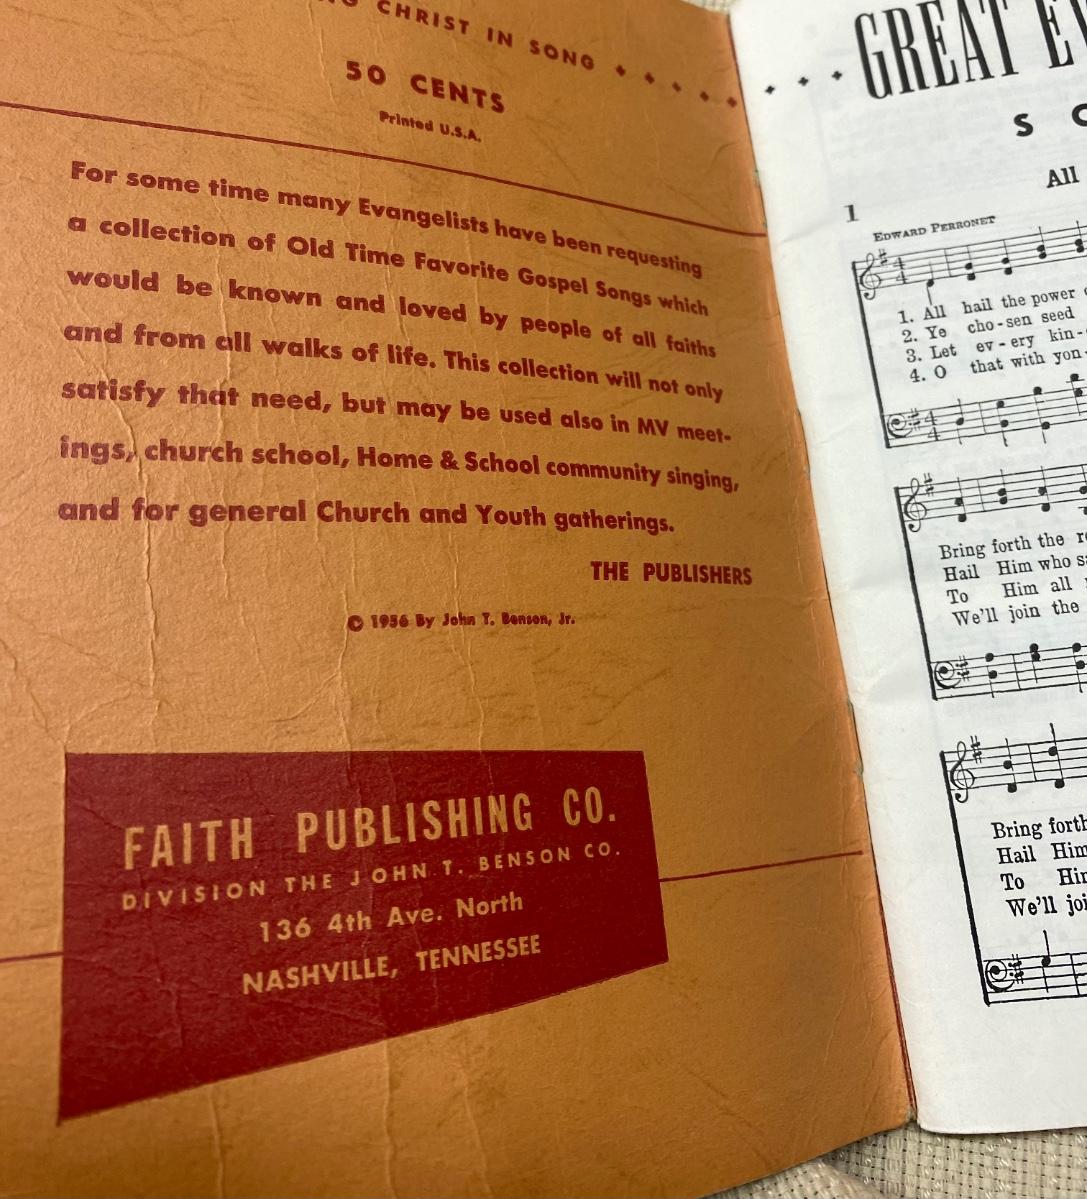 CHRIST IN SONG
50 CENTS
Printed U.S.A.
For some time many Evangelists have been requesting
a collection of Old Time Favorite Gospel Songs which
would be known and loved by people of all faiths
and from all walks of life. This collection will not only
satisfy that need, but may be used also in MV meet-
ings, church school, Home & School community singing,
and for general Church and Youth gatherings.
THE PUBLISHERS
© 1956 By John T. Benson, Jr.
FAITH PUBLISHING CO.
DIVISION THE JOHN T. BENSON CO.
136 4th Ave. North
NASHVILLE, TENNESSEE
GREAT
S
All
1
EDWARD PERRONET
1. All hail the power
2. Ye cho-sen seed
3. Let ev-ery kin-
4. O that with yon
Bring forth the
Hail Him who
To Him all
We'll join the
Bring forth
Hail Him
To
We'll